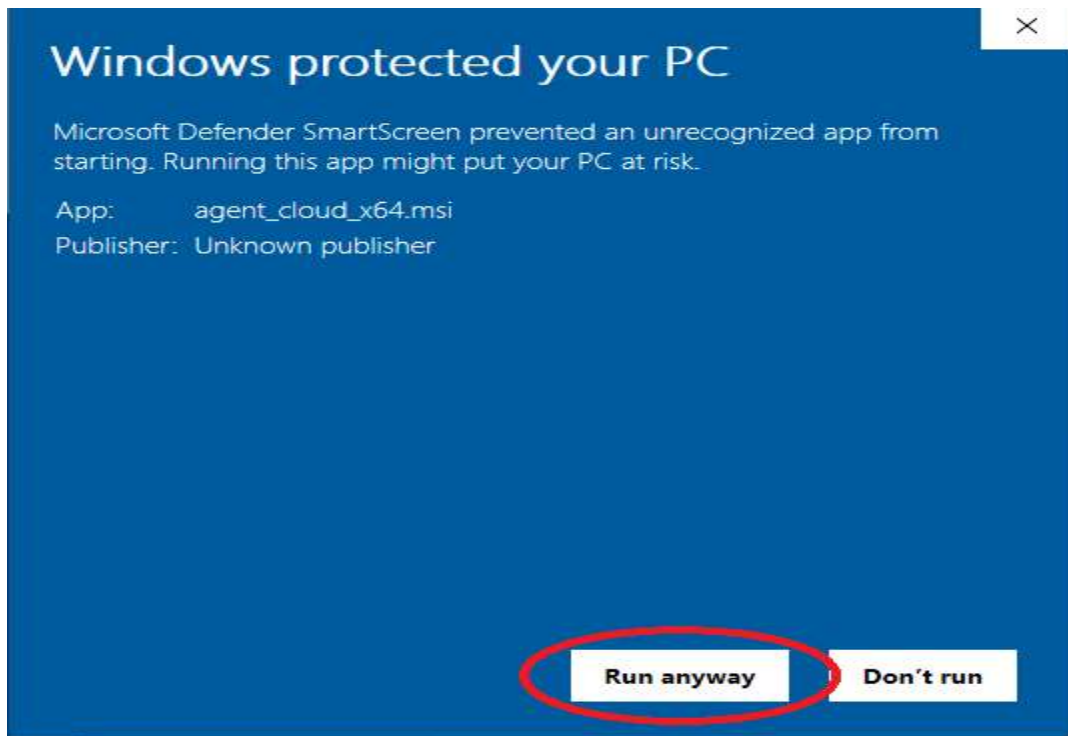 Windows protected your PC
Microsoft Defender SmartScreen prevented an unrecognized app from
starting. Running this app might put your PC at risk.
App: agent_cloud_x64.msi
Publisher: Unknown publisher
Run anyway Don't run